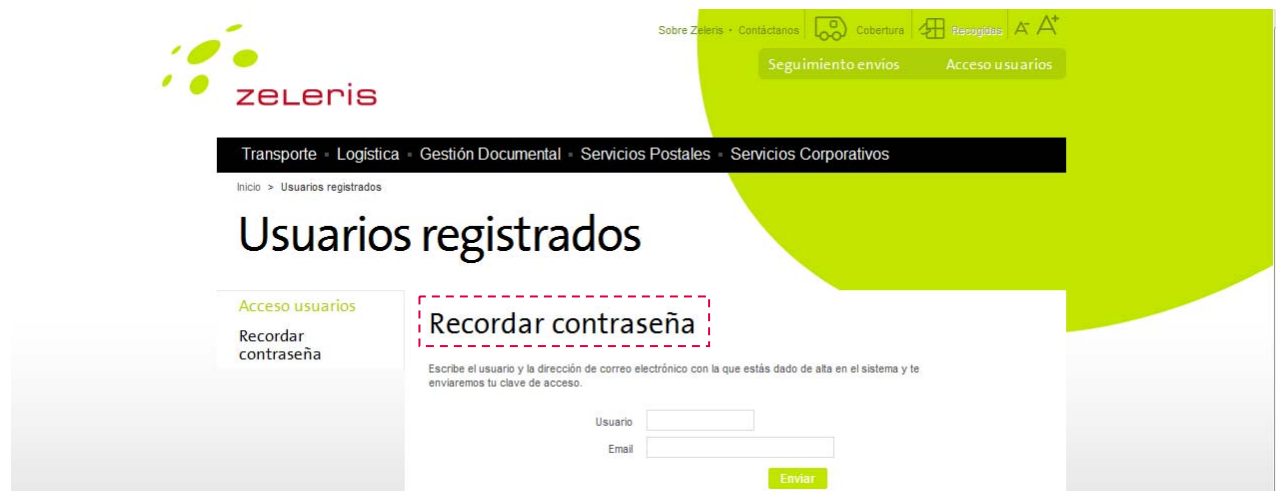 Sobre Zeleris • Contáctanos Cobertura Recogidas A- A+
Seguimiento envíos Acceso usuarios
zeleris
Transporte Logística Gestión Documental Servicios Postales Servicios Corporativos
Inicio > Usuarios registrados
Usuarios registrados
Acceso usuarios
Recordar
contraseña
Recordar contraseña
Escribe el usuario y la dirección de correo electrónico con la que estás dado de alta en el sistema y te
enviaremos tu clave de acceso.
Usuario
Email
Enviar